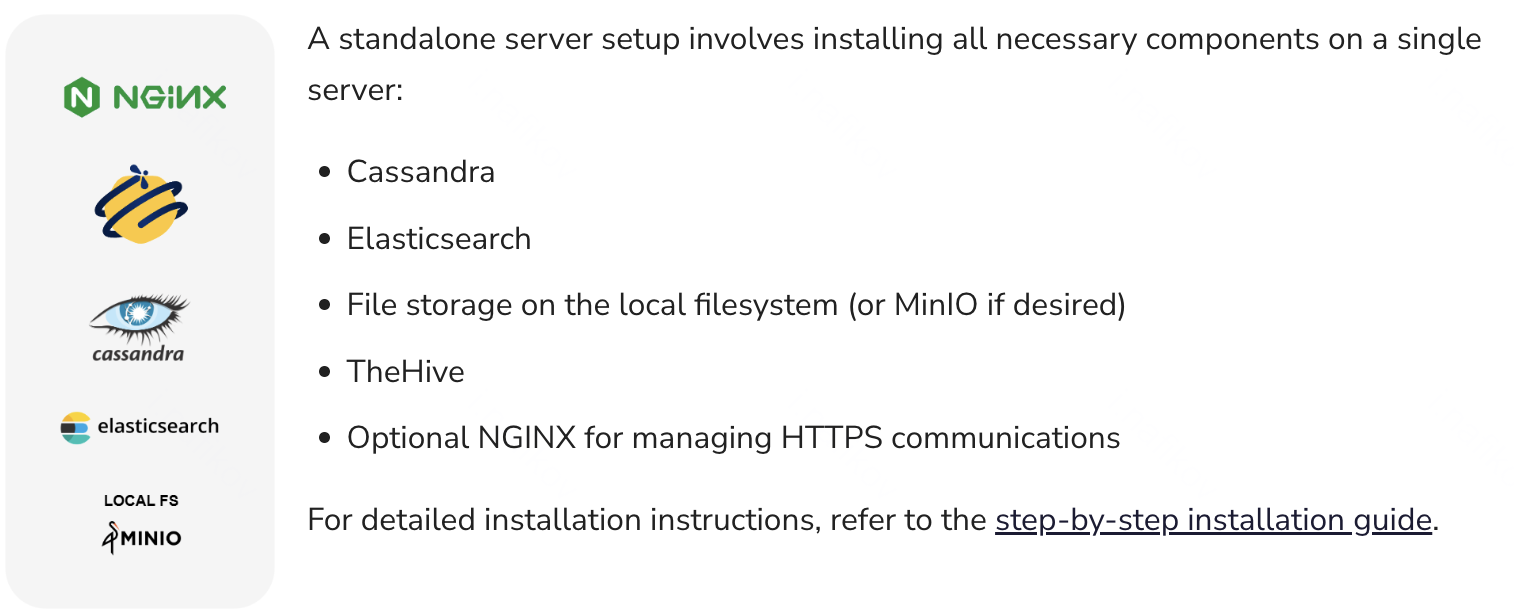 NGINX
cassandra
elasticsearch
LOCAL FS
MINIO
A standalone server setup involves installing all necessary components on a single
server:
• Cassandra
• Elasticsearch
• File storage on the local filesystem (or MinIO if desired)
• TheHive
• Optional NGINX for managing HTTPS communications
For detailed installation instructions, refer to the step-by-step installation guide.